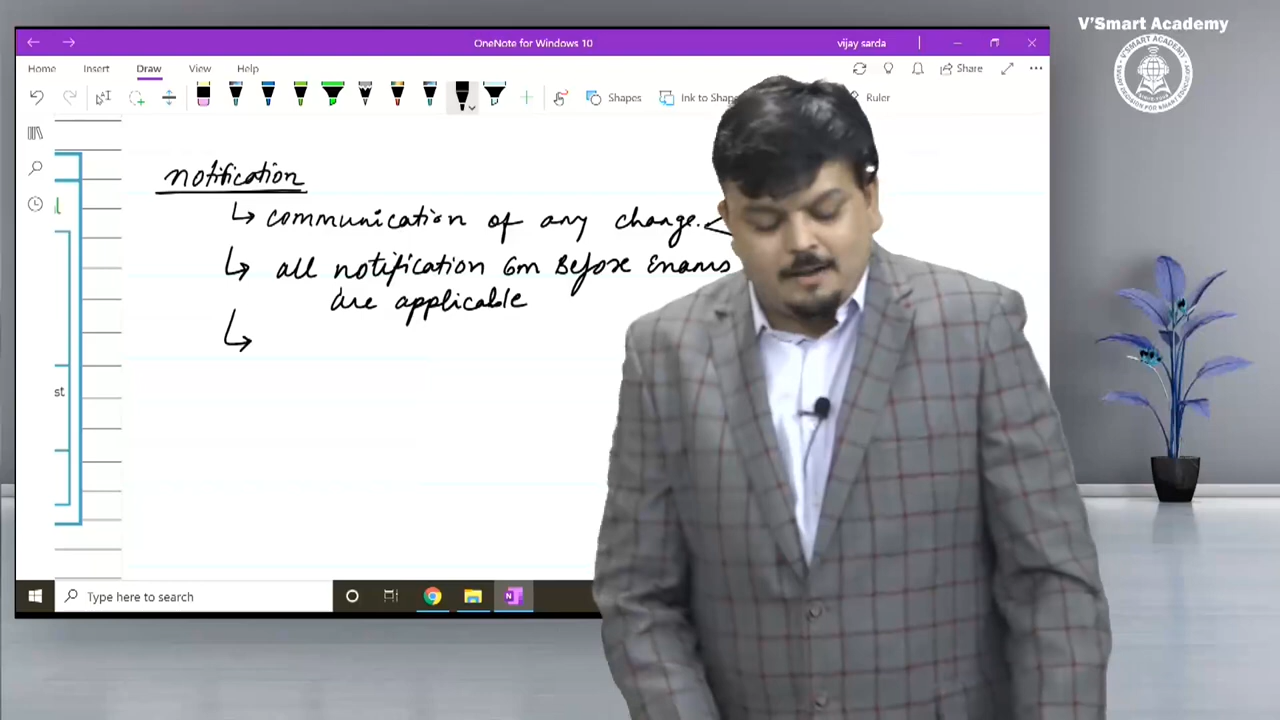 V'Smart Academy
OneNote for Windows 10
vijay sarda
Home Insert Draw View Help
Share
Shapes
Ink to Shap
Ruler
notification
↳ communication of any change.
↳ all notification 6m Before Exams
are applicable
↳
st
Type here to search